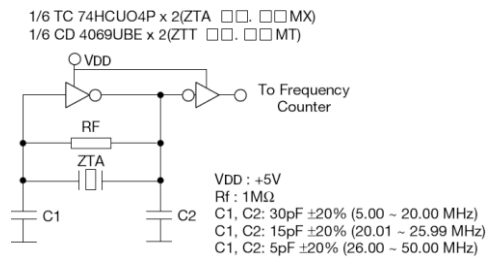 1/6 TC 74HCUO4P x 2(ZTA □□. □□MX)
1/6 CD 4069UBE x 2(ZTT □□. □□MT)
VDD
To Frequency
Counter
RF
ZTA
C1
C2
VDD : +5V
Rf : 1MΩ
C1, C2: 30pF ±20% (5.00 ~ 20.00 MHz)
C1, C2: 15pF ±20% (20.01 ~ 25.99 MHz)
C1, C2: 5pF ±20% (26.00 ~ 50.00 MHz)